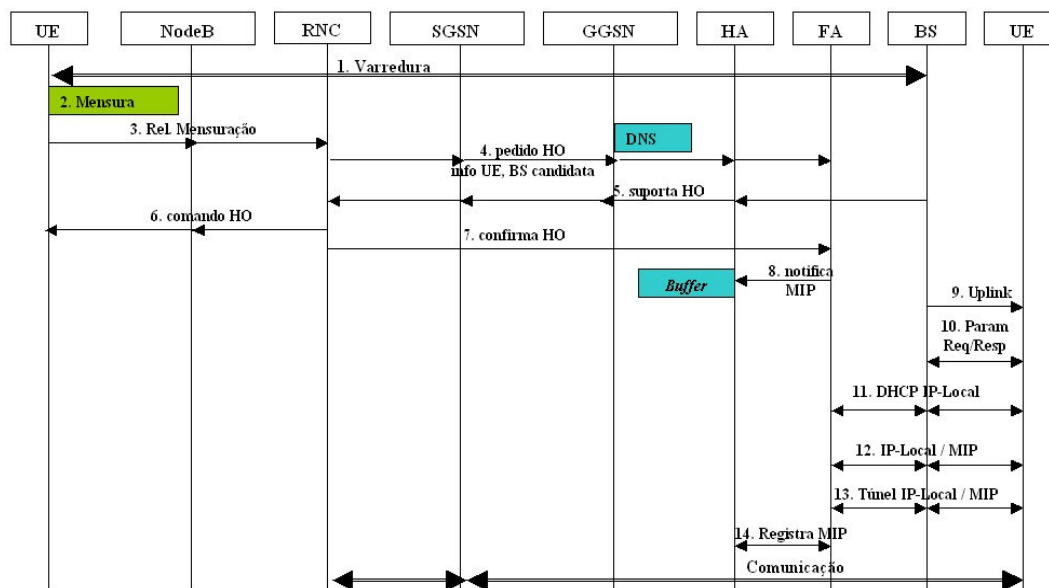 UE NodeB RNC SGSN GGSN HA FA BS UE
1. Varredura
2. Mensura
3. Rel. Mensuração
DNS
4. pedido HO
info UE, BS candidata
5. suporta HO
6. comando HO
7. confirma HO
8. notifica
MIP
Buffer
9. Uplink
10. Param
Req/Resp
11. DHCP IP-Local
12. IP-Local / MIP
13. Túnel IP-Local / MIP
14. Registra MIP
Comunicação